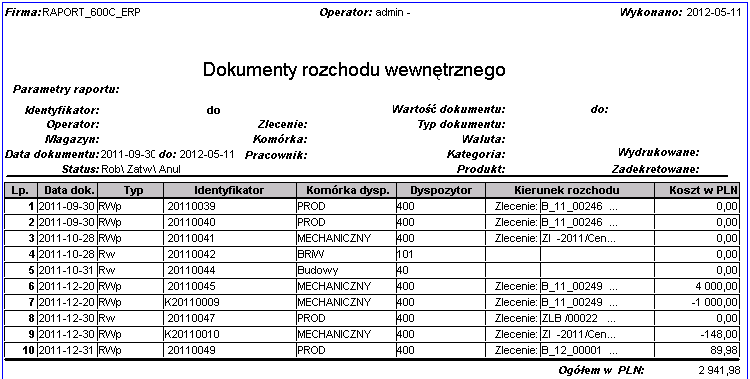 Firma: RAPORT_600C_ERP Operator: admin - Wykonano: 2012-05-11
Dokumenty rozchodu wewnętrznego
Parametry raportu:
Identyfikator: do Wartość dokumentu: do:
Operator: Zlecenie: Typ dokumentu:
Magazyn: Komórka: Waluta:
Data dokumentu: 2011-09-30 do: 2012-05-11 Pracownik: Kategoria: Wydrukowane:
Status: Rob\ Zatw\ Anul Produkt: Zadekretowane:
Lp. Data dok. Typ Identyfikator Komórka dysp. Dyspozytor Kierunek rozchodu Koszt w PLN
1 2011-09-30 RWp 20110039 PROD 400 Zlecenie: B_11_00246 ... 0,00
2 2011-09-30 RWp 20110040 PROD 400 Zlecenie: B_11_00246 ... 0,00
3 2011-10-28 RWp 20110041 MECHANICZNY 400 Zlecenie: ZI -2011/Cen... 0,00
4 2011-10-28 Rw 20110042 BRiW 101 0,00
5 2011-10-31 Rw 20110044 Budowy 40 0,00
6 2011-12-20 RWp 20110045 MECHANICZNY 400 Zlecenie: B_11_00249 ... 4 000,00
7 2011-12-20 RWp K20110009 MECHANICZNY 400 Zlecenie: B_11_00249 ... -1 000,00
8 2011-12-30 Rw 20110047 PROD 400 Zlecenie: ZLB /00022 ... 0,00
9 2011-12-30 RWp K20110010 MECHANICZNY 400 Zlecenie: ZI -2011/Cen... -148,00
10 2011-12-31 RWp 20110049 PROD 400 Zlecenie: B_12_00001 ... 89,98
Ogółem w PLN: 2 941,98